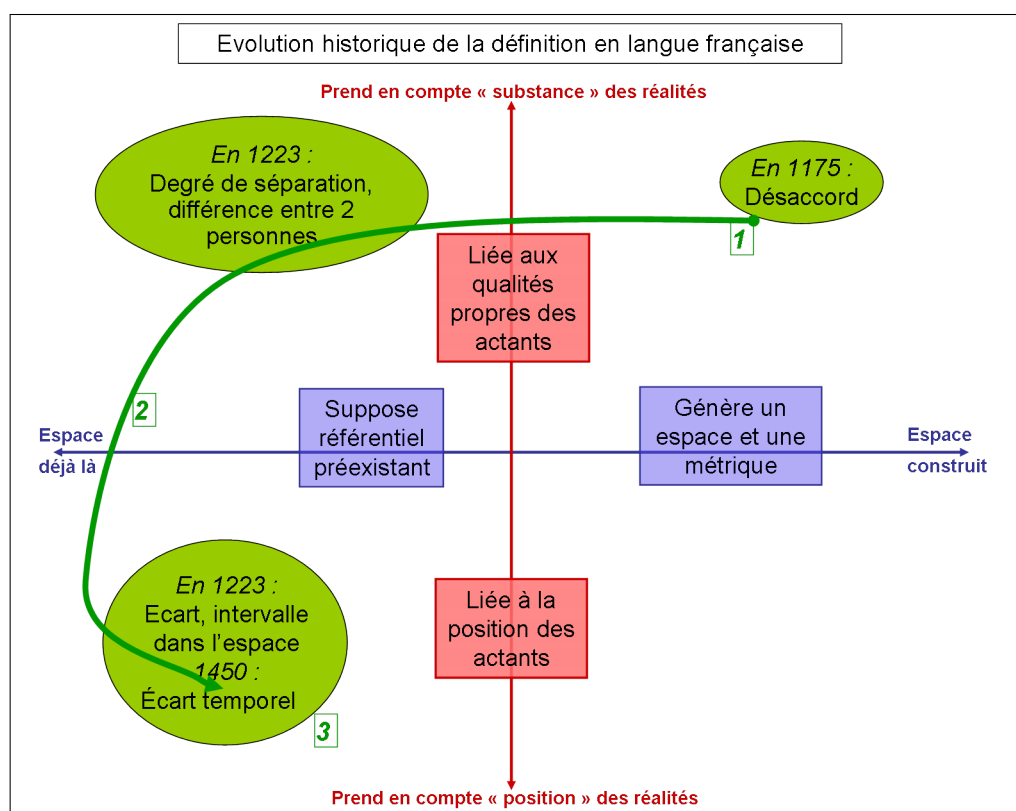 Evolution historique de la définition en langue française
Prend en compte « substance » des réalités
En 1223 :
Degré de séparation,
différence entre 2
personnes
En 1175 :
Désaccord
1
Liée aux
qualités
propres des
actants
2
Suppose
référentiel
préexistant
Génère un
espace et une
métrique
Espace
déjà là
Espace
construit
En 1223 :
Ecart, intervalle
dans l'espace
1450 :
Écart temporel
3
Liée à la
position des
actants
Prend en compte « position » des réalités